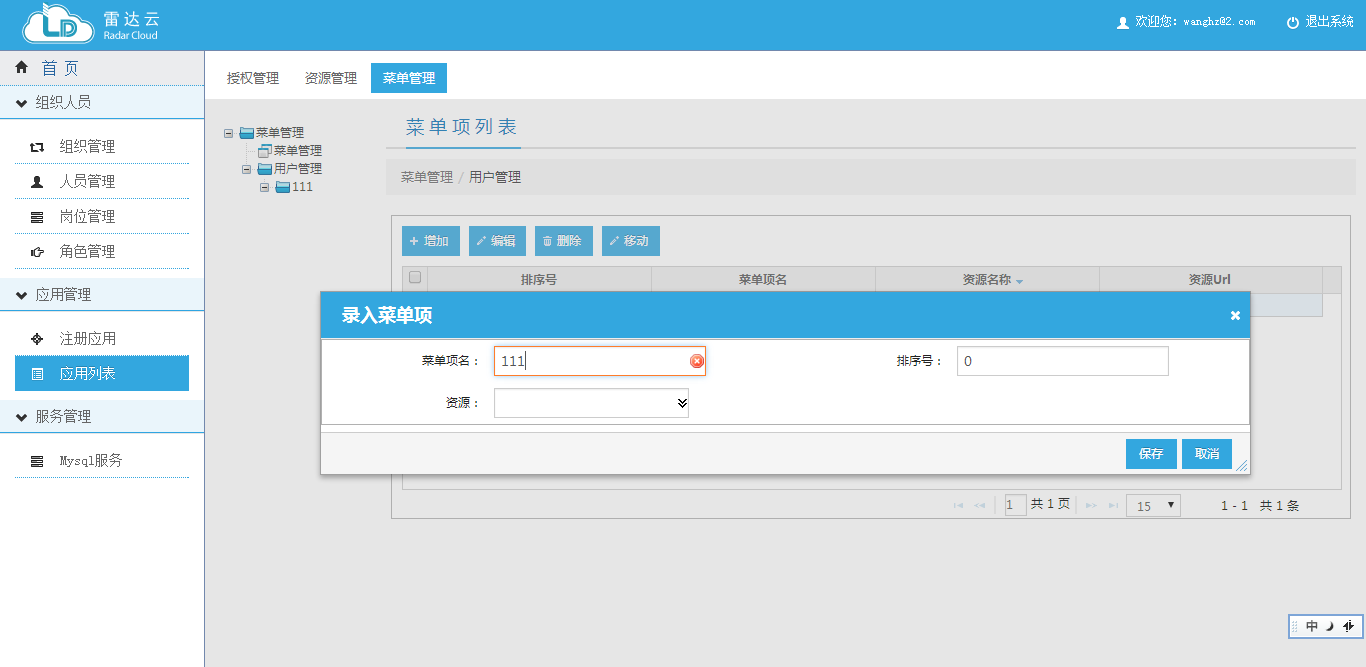 雷达云
Radar Cloud
欢迎您: wanghz@2.com
退出系统
首 页
组织人员
组织管理
人员管理
岗位管理
角色管理
应用管理
注册应用
应用列表
服务管理
Mysql服务
授权管理 资源管理 菜单管理
菜单管理
菜单管理
用户管理
111
菜单项列表
菜单管理 / 用户管理
增加 编辑 删除 移动
排序号 菜单项名 资源名称 资源Url
录入菜单项
菜单项名： 111 排序号： 0
资源：
保存 取消
1 共 1 页 15 1 - 1 共 1 条
中